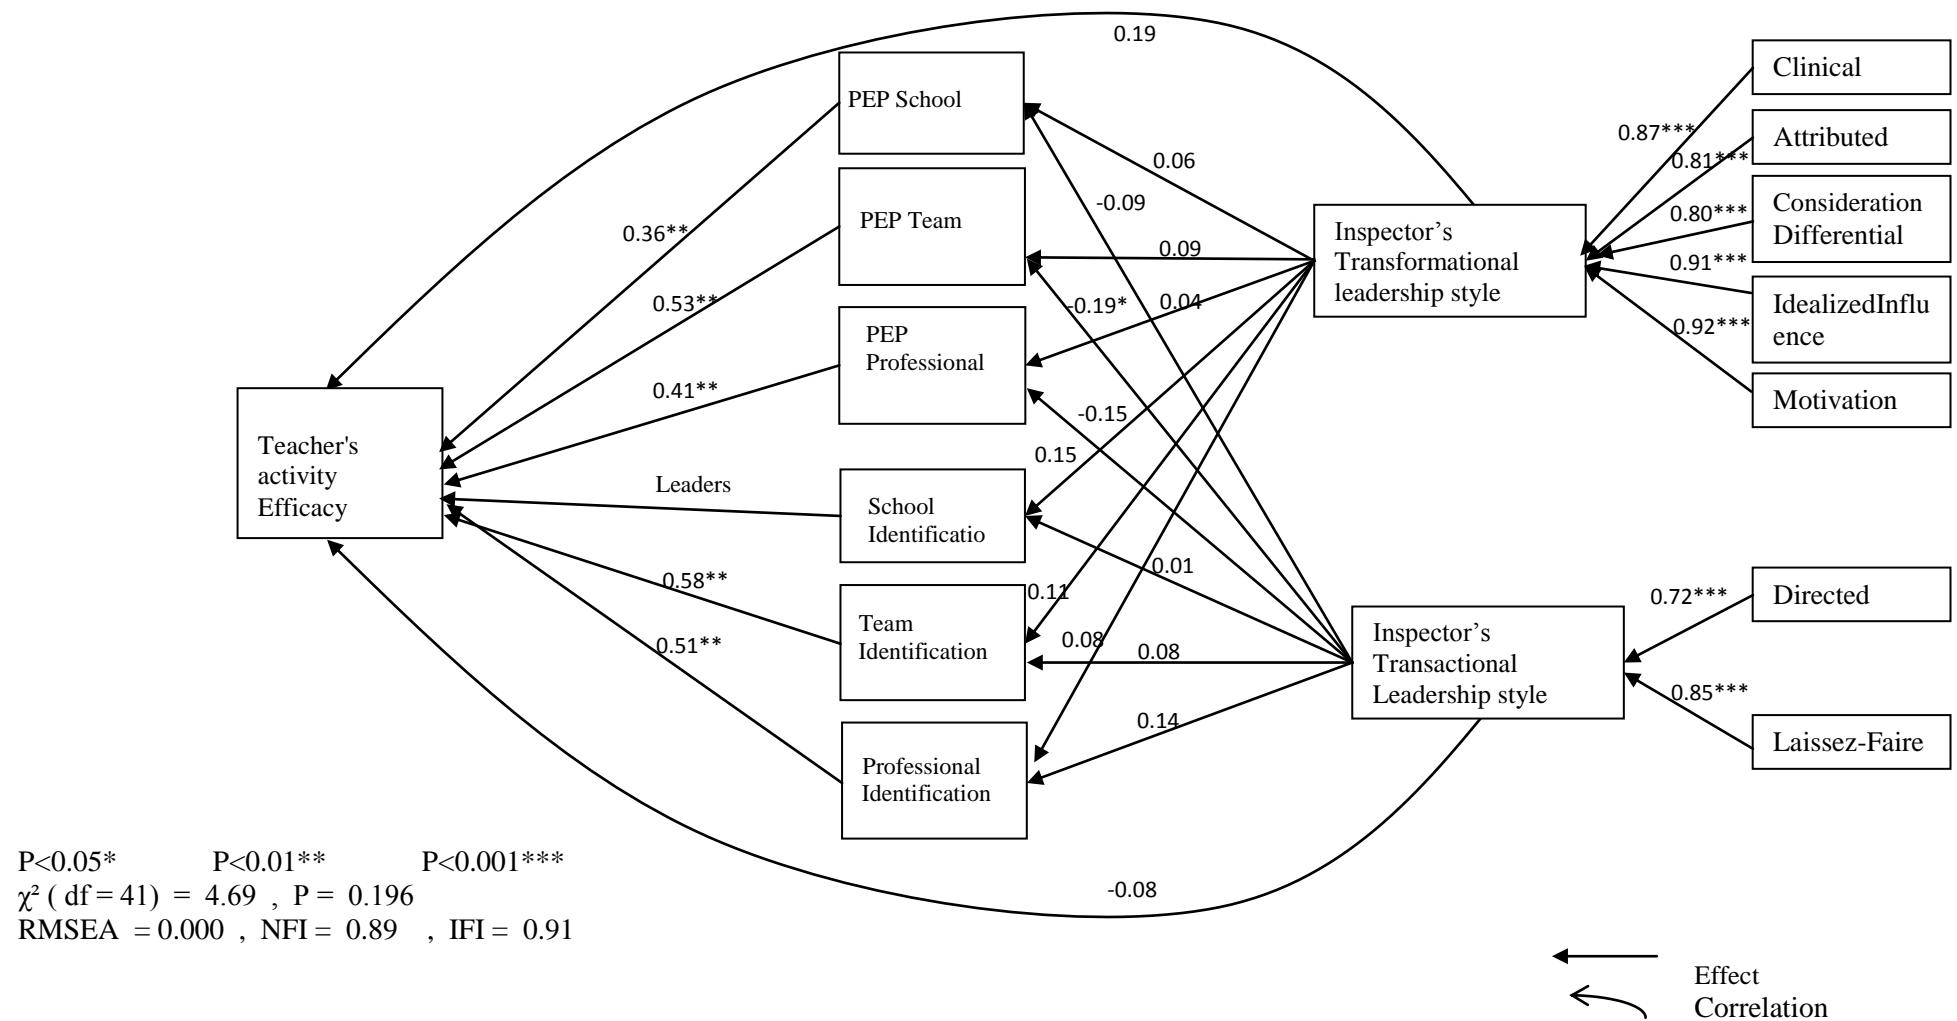 0.19
PEP School
0.36**
PEP Team
0.53**
PEP
Professional
0.41**
Teacher's
activity
Efficacy
Leaders
School
Identificatio
0.58**
Team
Identification
0.51**
Professional
Identification
0.06
-0.09
0.09
-0.19*
0.04
-0.15
0.15
0.01
0.11
0.08
0.08
0.14
-0.08
Inspector’s
Transformational
leadership style
Inspector’s
Transactional
Leadership style
0.87***
0.81***
0.80***
0.91***
0.92***
0.72***
0.85***
Clinical
Attributed
Consideration
Differential
IdealizedInflu
ence
Motivation
Directed
Laissez-Faire
P<0.05* P<0.01** P<0.001***
χ² ( df = 41) = 4.69 , P = 0.196
RMSEA = 0.000 , NFI = 0.89 , IFI = 0.91
Effect
Correlation